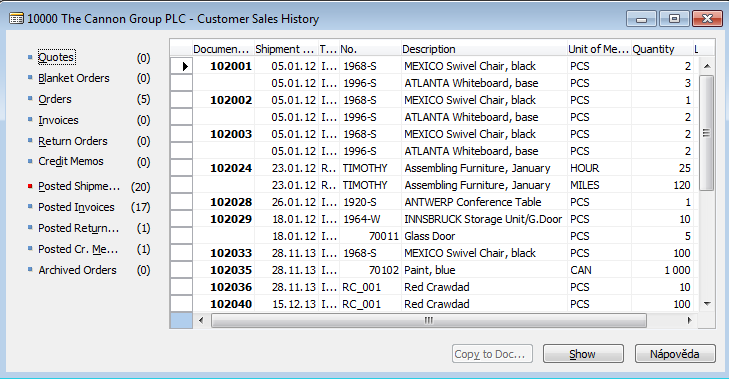 10000 The Cannon Group PLC - Customer Sales History
Quotes (0)
Blanket Orders (0)
Orders (5)
Invoices (0)
Return Orders (0)
Credit Memos (0)
Posted Shipme... (20)
Posted Invoices (17)
Posted Return... (1)
Posted Cr. Me... (1)
Archived Orders (0)
Documen... Shipment ... T... No. Description Unit of Me... Quantity L
102001 05.01.12 I... 1968-S MEXICO Swivel Chair, black PCS 2
05.01.12 I... 1996-S ATLANTA Whiteboard, base PCS 3
102002 05.01.12 I... 1968-S MEXICO Swivel Chair, black PCS 1
05.01.12 I... 1996-S ATLANTA Whiteboard, base PCS 2
102003 05.01.12 I... 1968-S MEXICO Swivel Chair, black PCS 2
05.01.12 I... 1996-S ATLANTA Whiteboard, base PCS 2
102024 23.01.12 R... TIMOTHY Assembling Furniture, January HOUR 25
23.01.12 R... TIMOTHY Assembling Furniture, January MILES 120
102028 26.01.12 I... 1920-S ANTWERP Conference Table PCS 1
102029 18.01.12 I... 1964-W INNSBRUCK Storage Unit/G.Door PCS 10
18.01.12 I... 70011 Glass Door PCS 5
102033 28.11.13 I... 1968-S MEXICO Swivel Chair, black PCS 100
102035 28.11.13 I... 70102 Paint, blue CAN 1 000
102036 28.11.13 I... RC_001 Red Crawdad PCS 10
102040 15.12.13 I... RC_001 Red Crawdad PCS 100
Copy to Doc... Show Nápověda